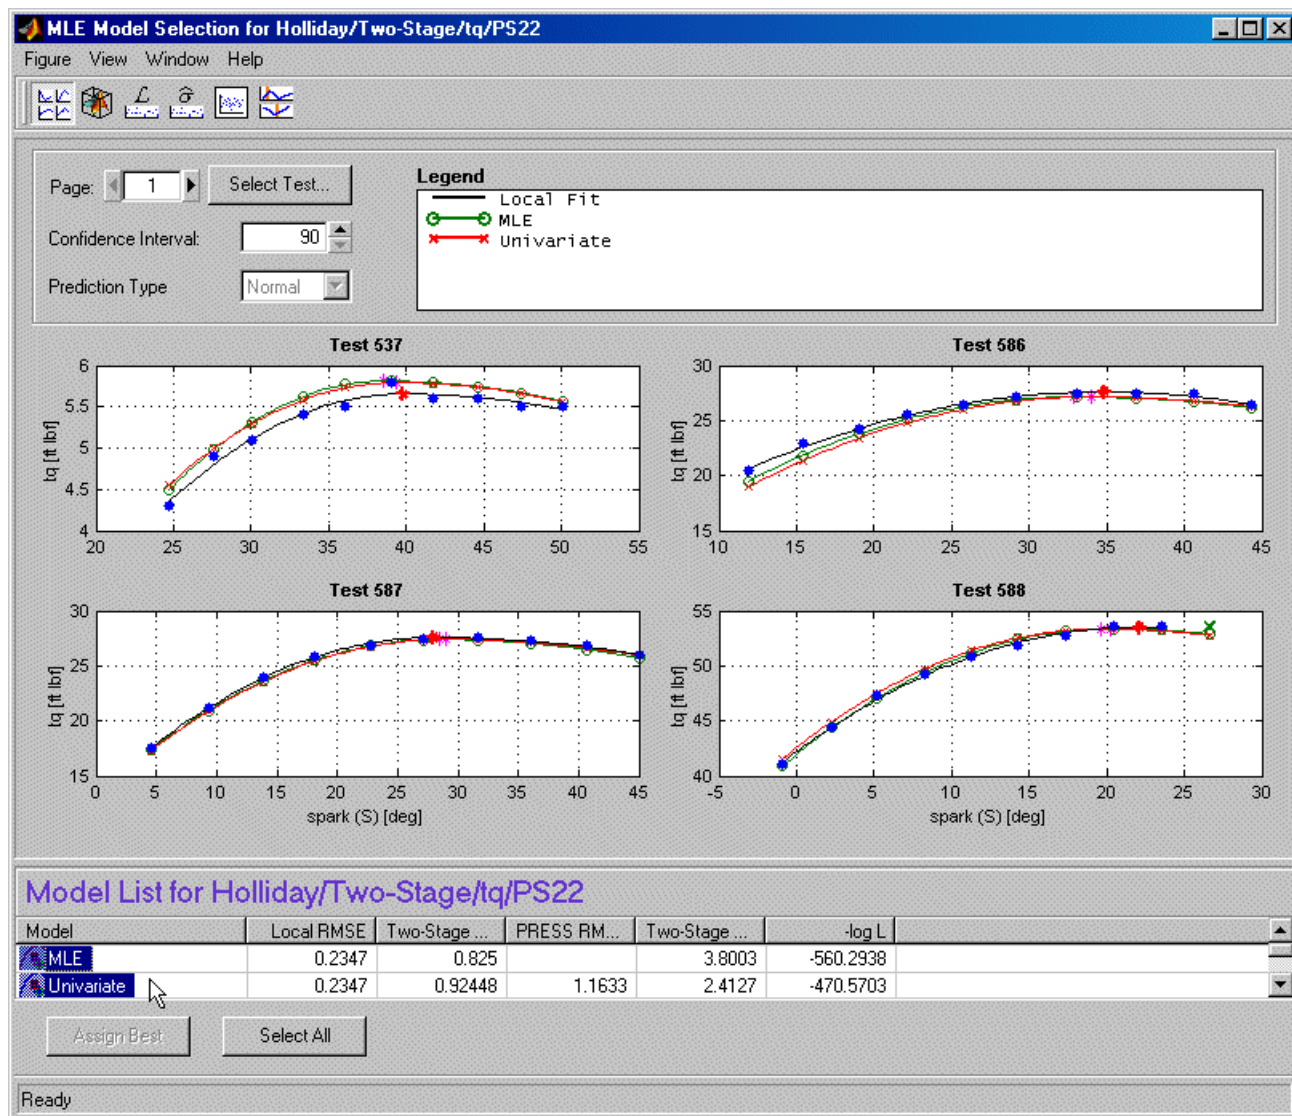 MLE Model Selection for Holliday/Two-Stage/tq/PS22
Figure View Window Help
Page: 1 Select Test...
Confidence Interval: 90
Prediction Type Normal
Legend
Local Fit
MLE
Univariate
Test 537
tq [ft lbf]
6
5.5
5
4.5
4
20 25 30 35 40 45 50 55
Test 586
tq [ft lbf]
30
25
20
15
10 15 20 25 30 35 40 45
Test 587
tq [ft lbf]
30
25
20
15
0 5 10 15 20 25 30 35 40 45
spark (S) [deg]
Test 588
tq [ft lbf]
55
50
45
40
-5 0 5 10 15 20 25 30
spark (S) [deg]
Model List for Holliday/Two-Stage/tq/PS22
Model Local RMSE Two-Stage ... PRESS RM... Two-Stage ... -log L
MLE 0.2347 0.825 3.8003 -560.2938
Univariate 0.2347 0.92448 1.1633 2.4127 -470.5703
Assign Best Select All
Ready